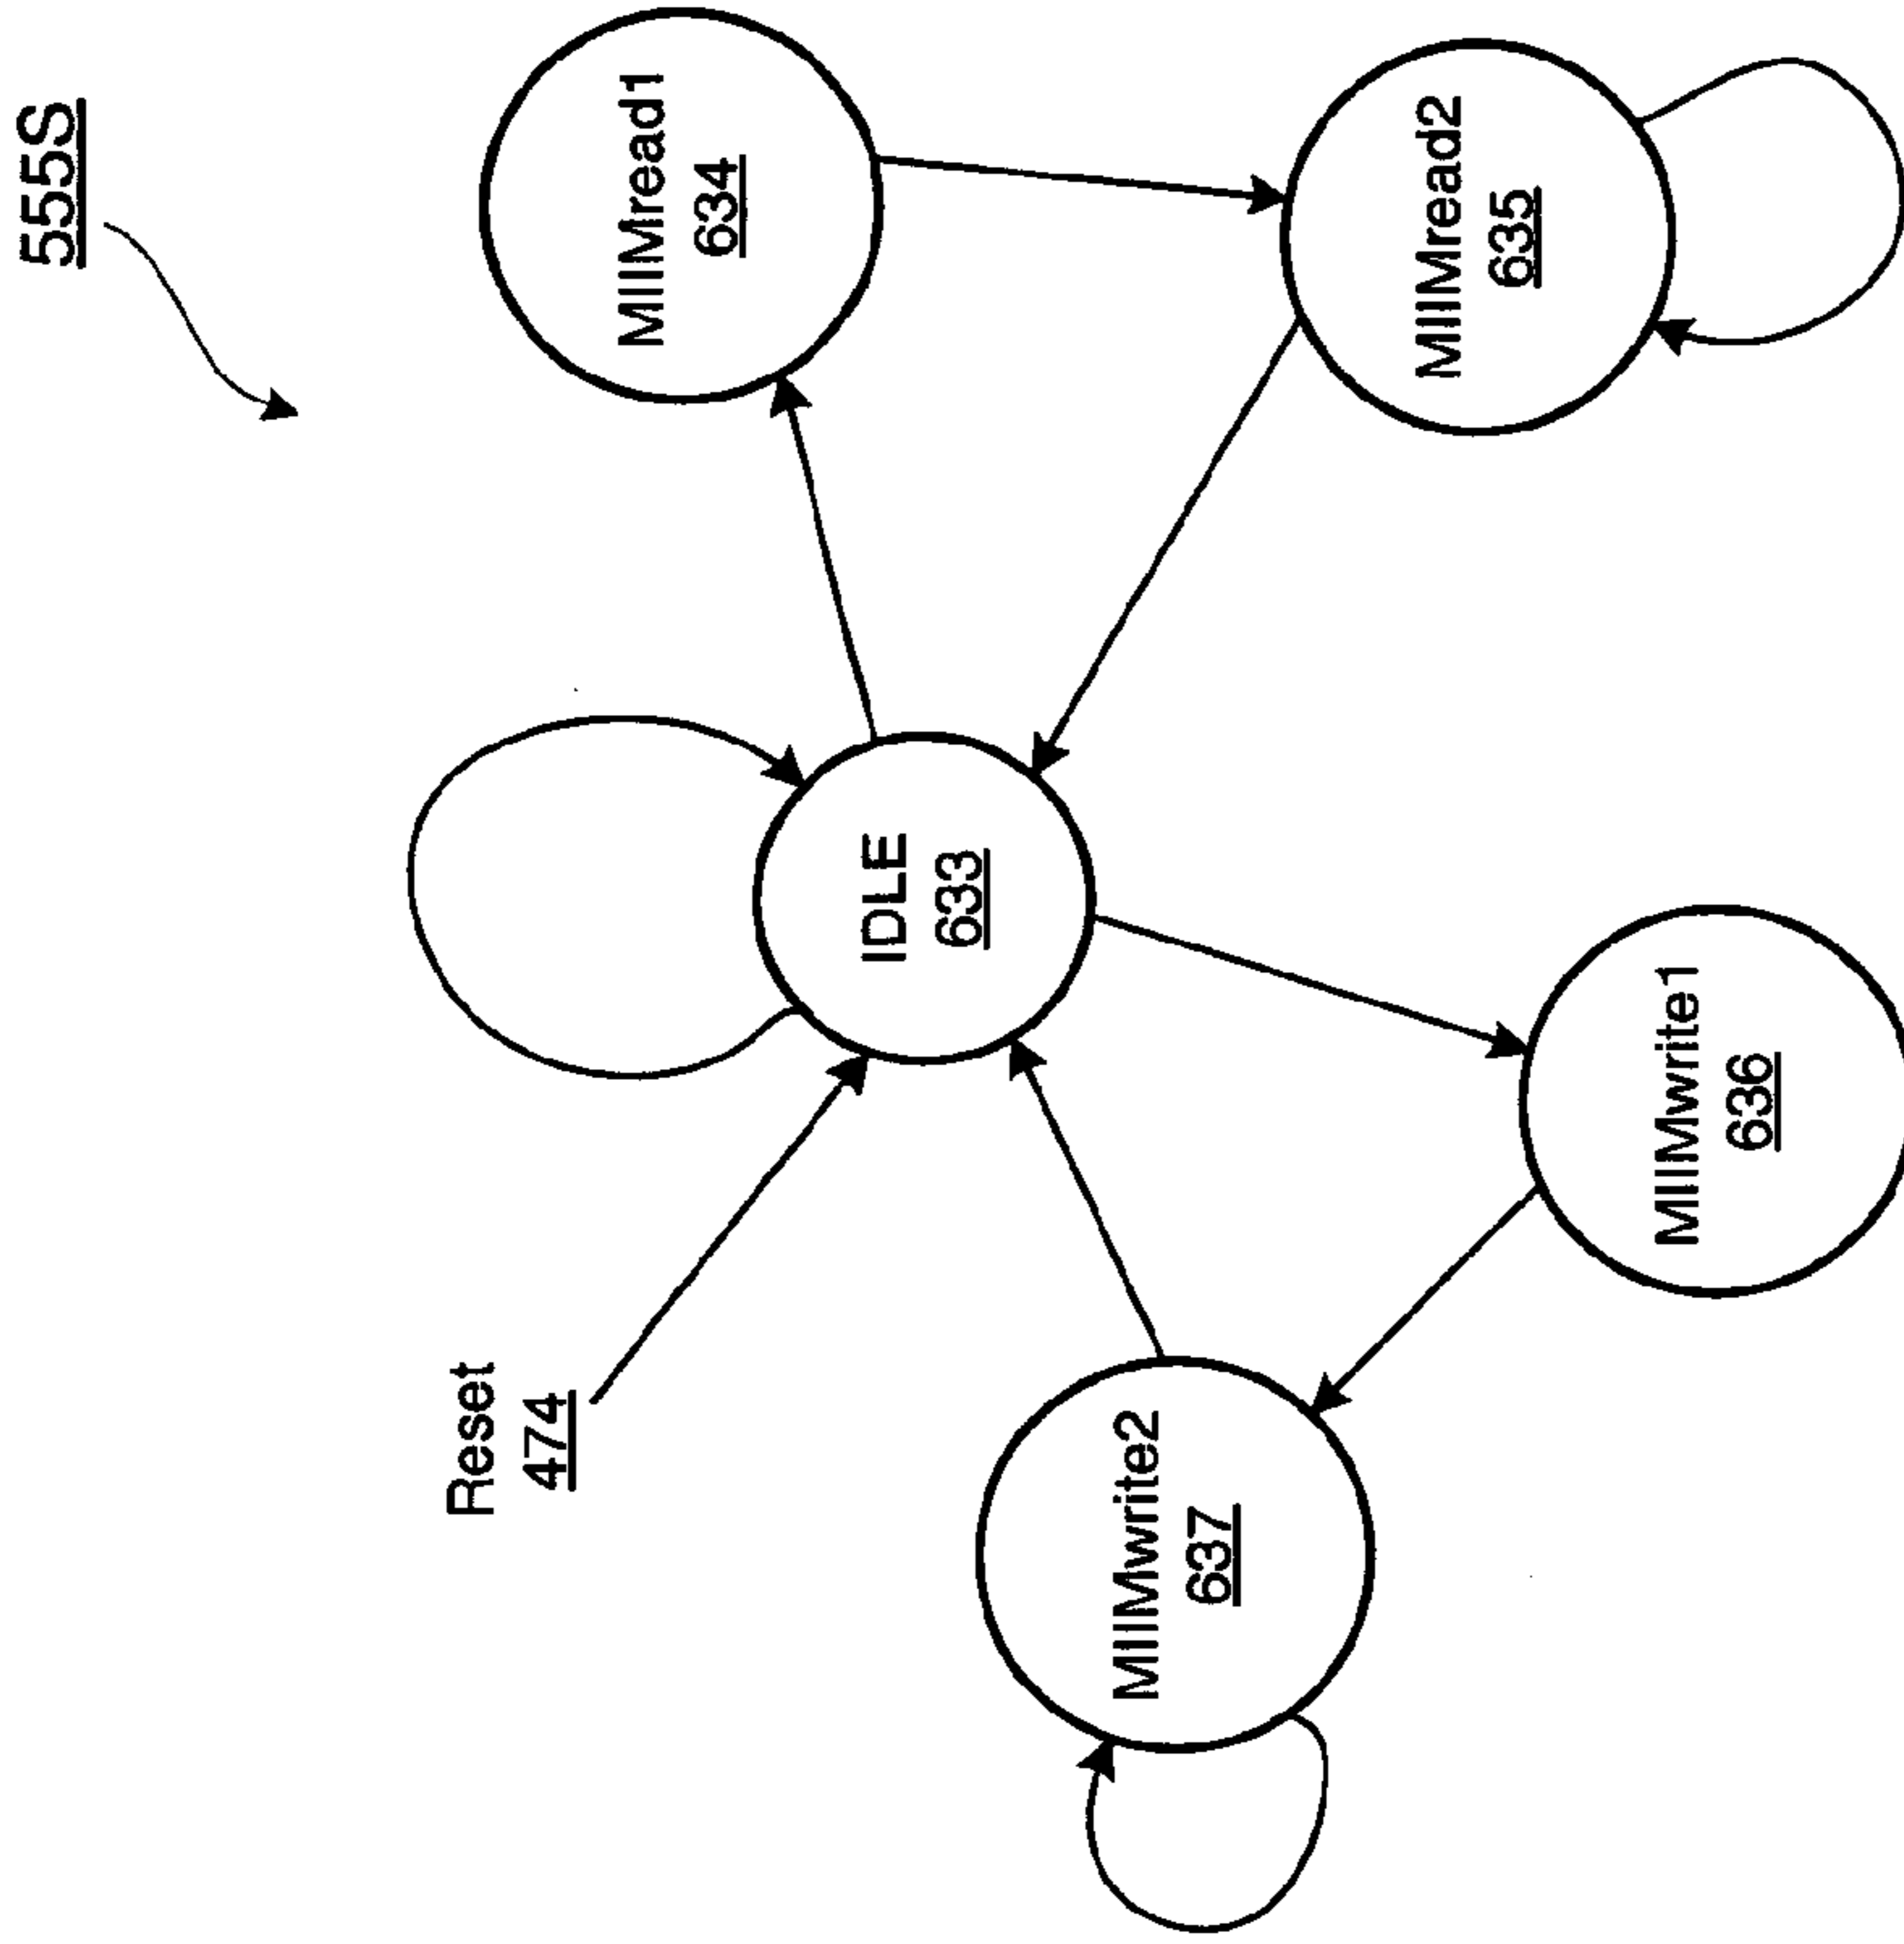 555S
Reset
474
MIIMread1
634
IDLE
633
MIIMwrite2
637
MIIMread2
635
MIIMwrite1
636